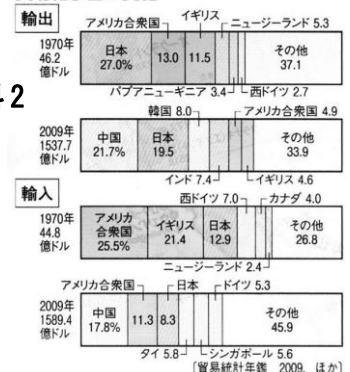 輸出
アメリカ合衆国 イギリス ニュージーランド 5.3
1970年 46.2 億ドル
日本 27.0% 13.0 11.5 その他 37.1
パプアニューギニア 3.4 西ドイツ 2.7
2
韓国 8.0 アメリカ合衆国 4.9
2009年 1537.7 億ドル
中国 21.7% 日本 19.5 その他 33.9
インド 7.4 イギリス 4.6
輸入
西ドイツ 7.0 カナダ 4.0
1970年 44.8 億ドル
アメリカ合衆国 25.5% イギリス 21.4 日本 12.9 その他 26.8
ニュージーランド 2.4
アメリカ合衆国 日本 ドイツ 5.3
2009年 1589.4 億ドル
中国 17.8% 11.3 8.3 その他 45.9
タイ 5.8 シンガポール 5.6
〔貿易統計年鑑 2009, ほか〕